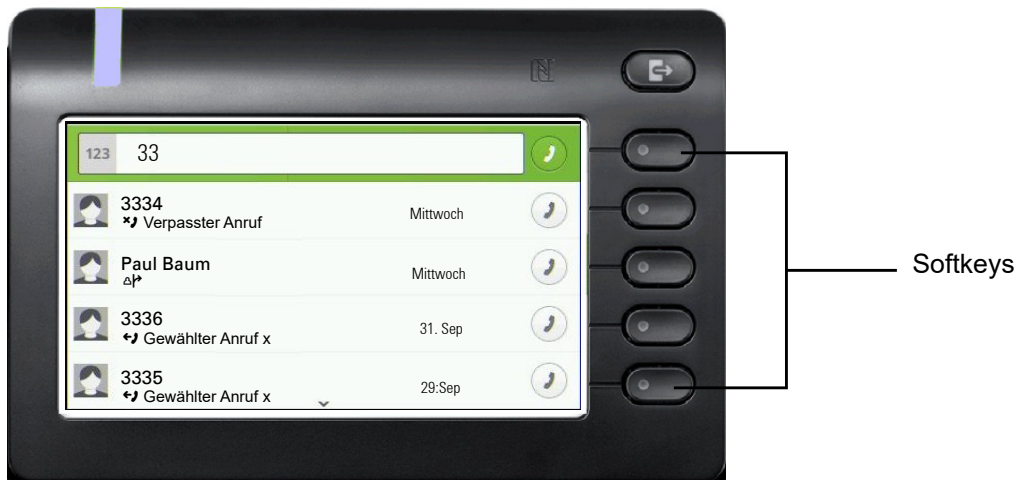 123 33
3334
Verpasster Anruf
Mittwoch
Paul Baum
Mittwoch
3336
Gewählter Anruf x
31. Sep
3335
Gewählter Anruf x
29:Sep
Softkeys